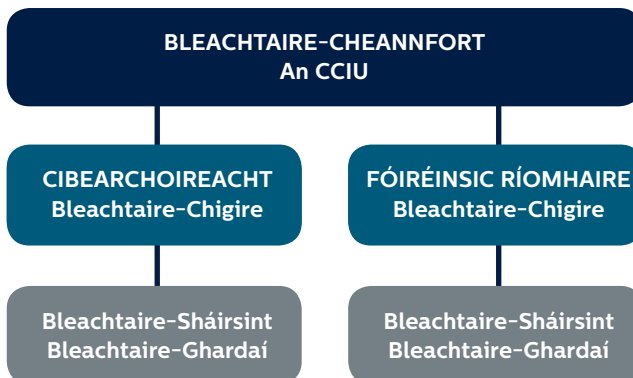 BLEACHTAIRE-CHEANNFORT
An CCIU
CIBEARCHOIREACHT
Bleachtaire-Chigire
FÓIRÉINSIC RÍOMHAIRE
Bleachtaire-Chigire
Bleachtaire-Sháirsint
Bleachtaire-Ghardaí
Bleachtaire-Sháirsint
Bleachtaire-Ghardaí